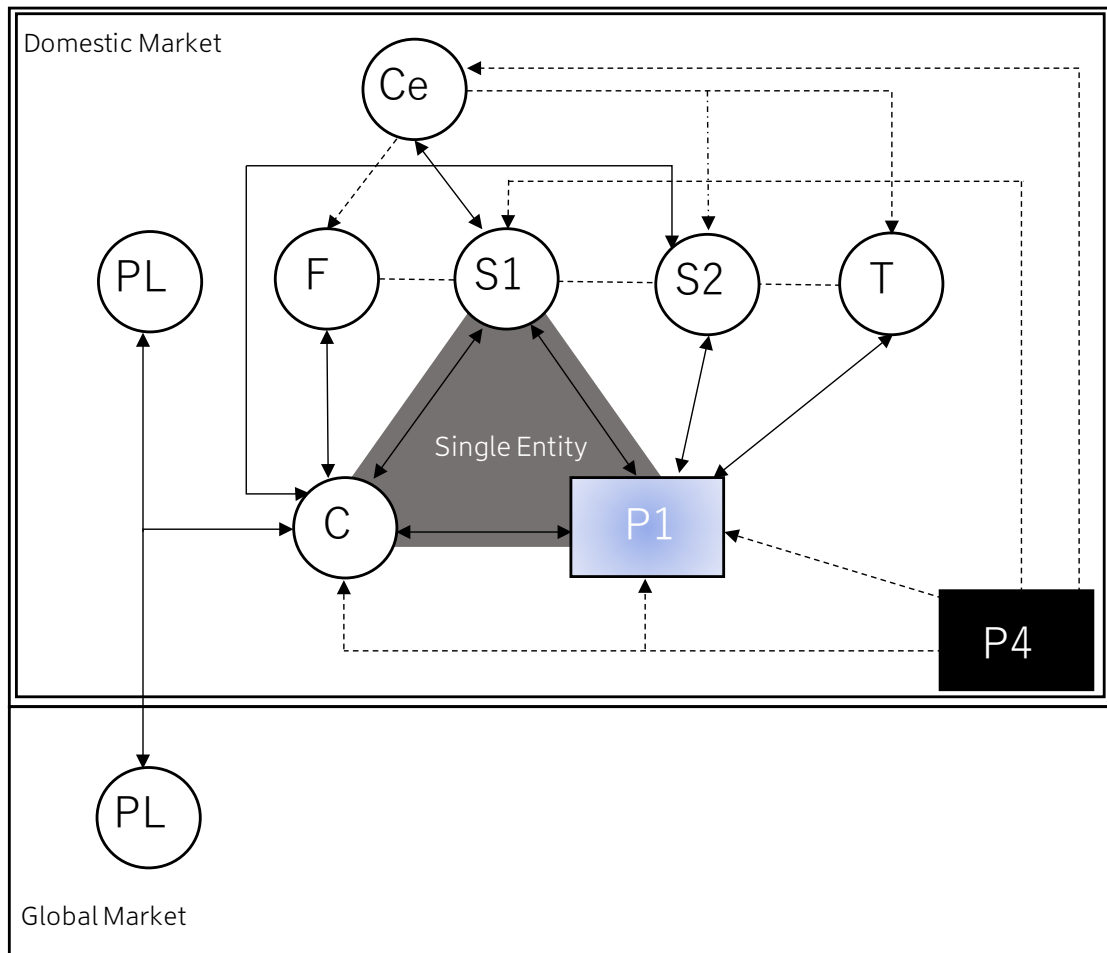 Domestic Market
Ce
PL
F
S1
S2
T
Single Entity
C
P1
P4
PL
Global Market